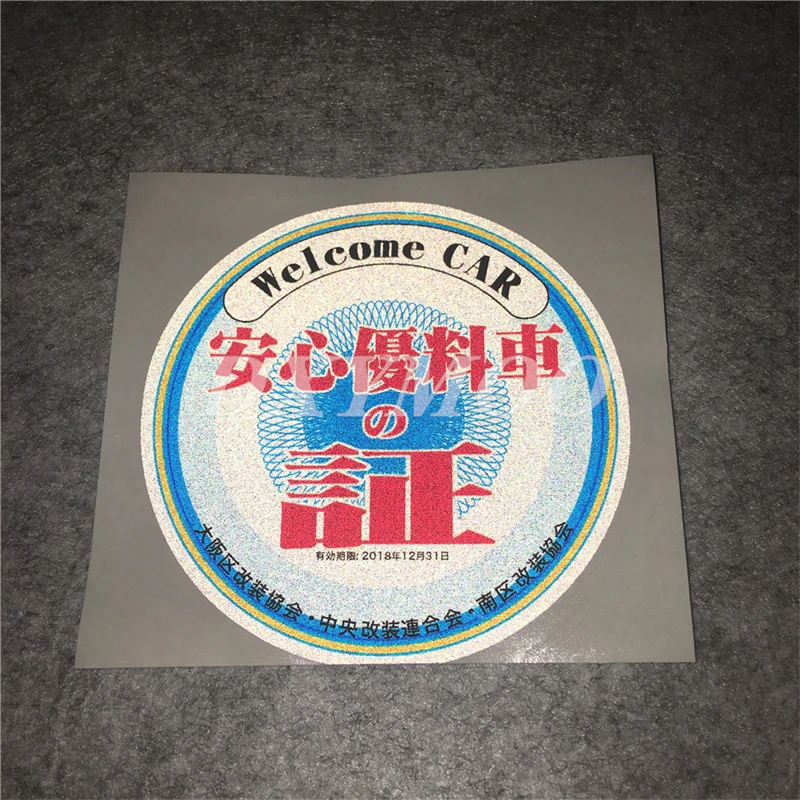 Welcome CAR
安心優料車
の
証
有効期限: 2018年12月31日
大阪区改装協会・中央改装連合会・南区改装協会